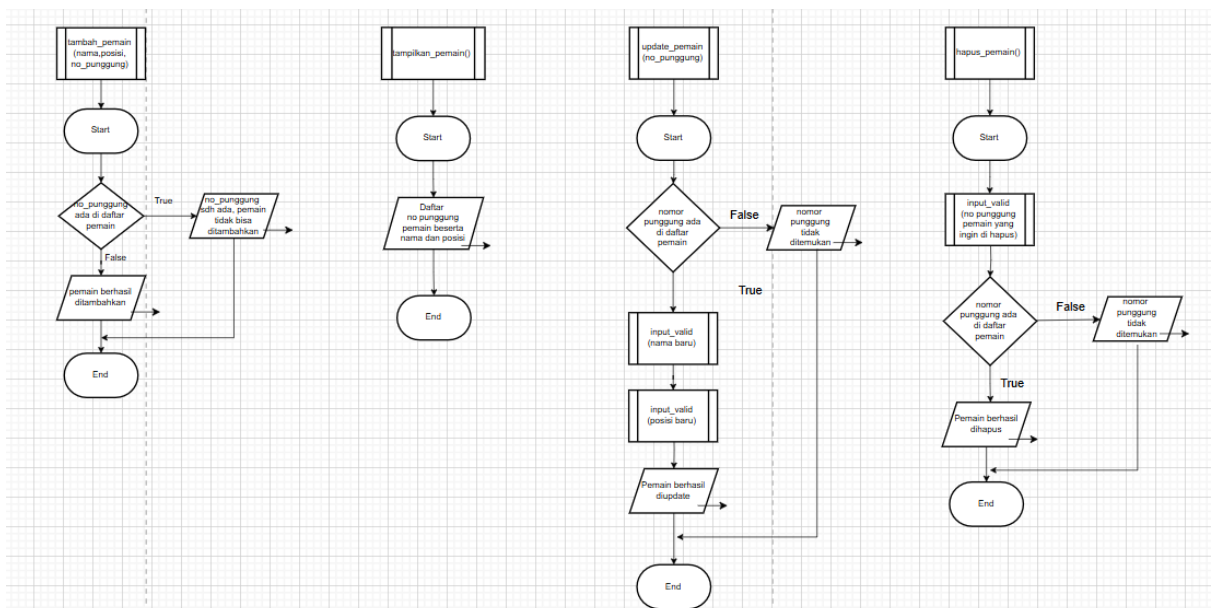 tambah_pemain
(nama,posisi,
no_punggung)
Start
no_punggung
ada di daftar
pemain
True
no_punggung
sdh ada, pemain
tidak bisa
ditambahkan
False
pemain berhasil
ditambahkan
End
tampilkan_pemain()
Start
Daftar
no punggung
pemain beserta
nama dan posisi
End
update_pemain
(no_punggung)
Start
nomor
punggung ada
di daftar
pemain
False
nomor
punggung
tidak
ditemukan
True
input_valid
(nama baru)
input_valid
(posisi baru)
Pemain berhasil
diupdate
End
hapus_pemain()
Start
input_valid
(no punggung
pemain yang
ingin di hapus)
nomor
punggung ada
di daftar
pemain
False
nomor
punggung
tidak
ditemukan
True
Pemain berhasil
dihapus
End